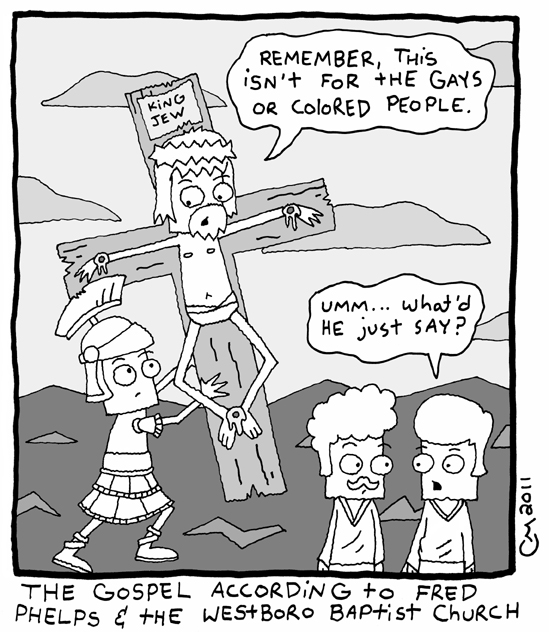 KiNG
JEW
REMEMBER, THiS
iSN't FOR tHE GAYS
OR COLORED PEOPLE.
UMM... WHAt'D
HE juSt SAY?
2011
THE GOSPEL ACCORDiNG tO FRED
PHELPS & tHE WEStBORO BAPtiSt CHuRCH